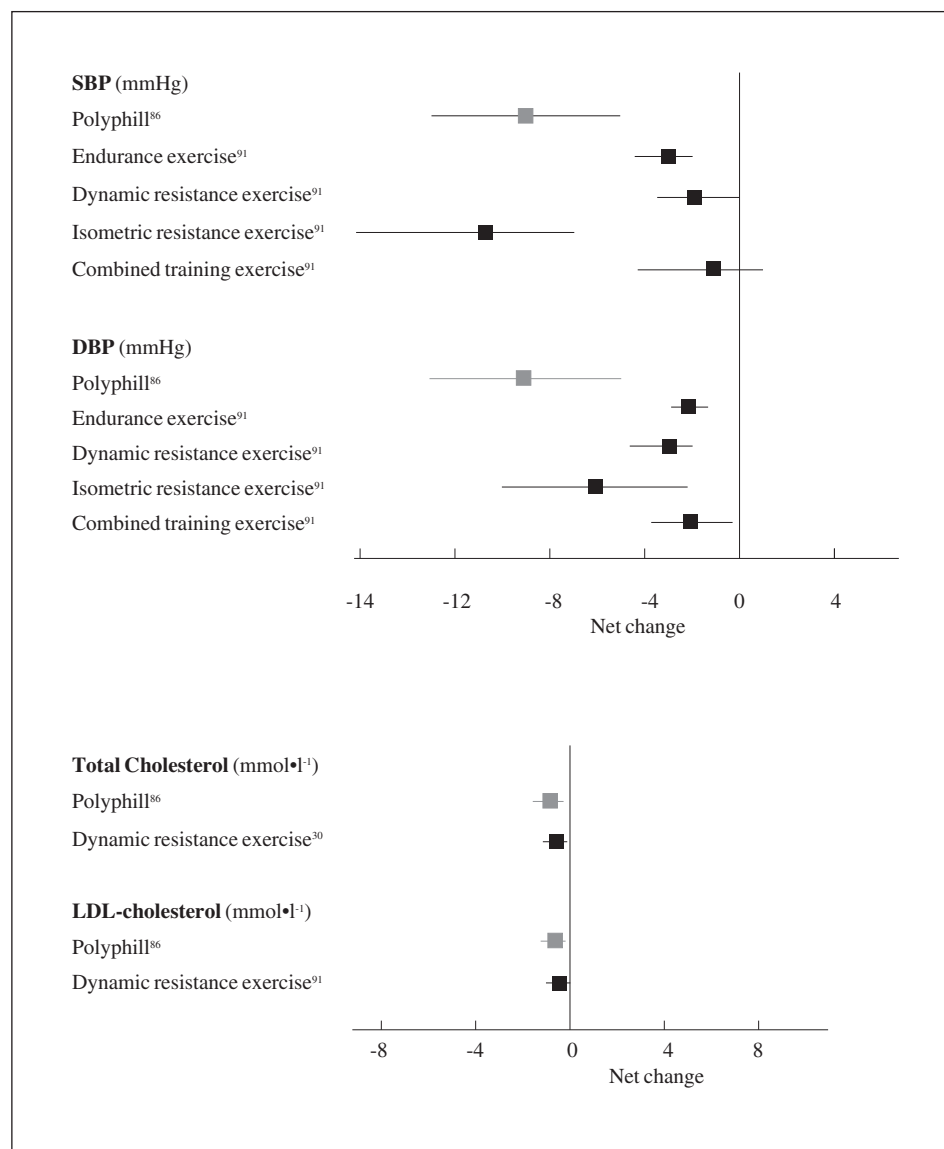 SBP (mmHg)
Polyphill⁸⁶
Endurance exercise⁹¹
Dynamic resistance exercise⁹¹
Isometric resistance exercise⁹¹
Combined training exercise⁹¹
DBP (mmHg)
Polyphill⁸⁶
Endurance exercise⁹¹
Dynamic resistance exercise⁹¹
Isometric resistance exercise⁹¹
Combined training exercise⁹¹
-14 -12 -8 -4 0 4
Net change
Total Cholesterol (mmol•l⁻¹)
Polyphill⁸⁶
Dynamic resistance exercise³⁰
LDL-cholesterol (mmol•l⁻¹)
Polyphill⁸⁶
Dynamic resistance exercise⁹¹
-8 -4 0 4 8
Net change